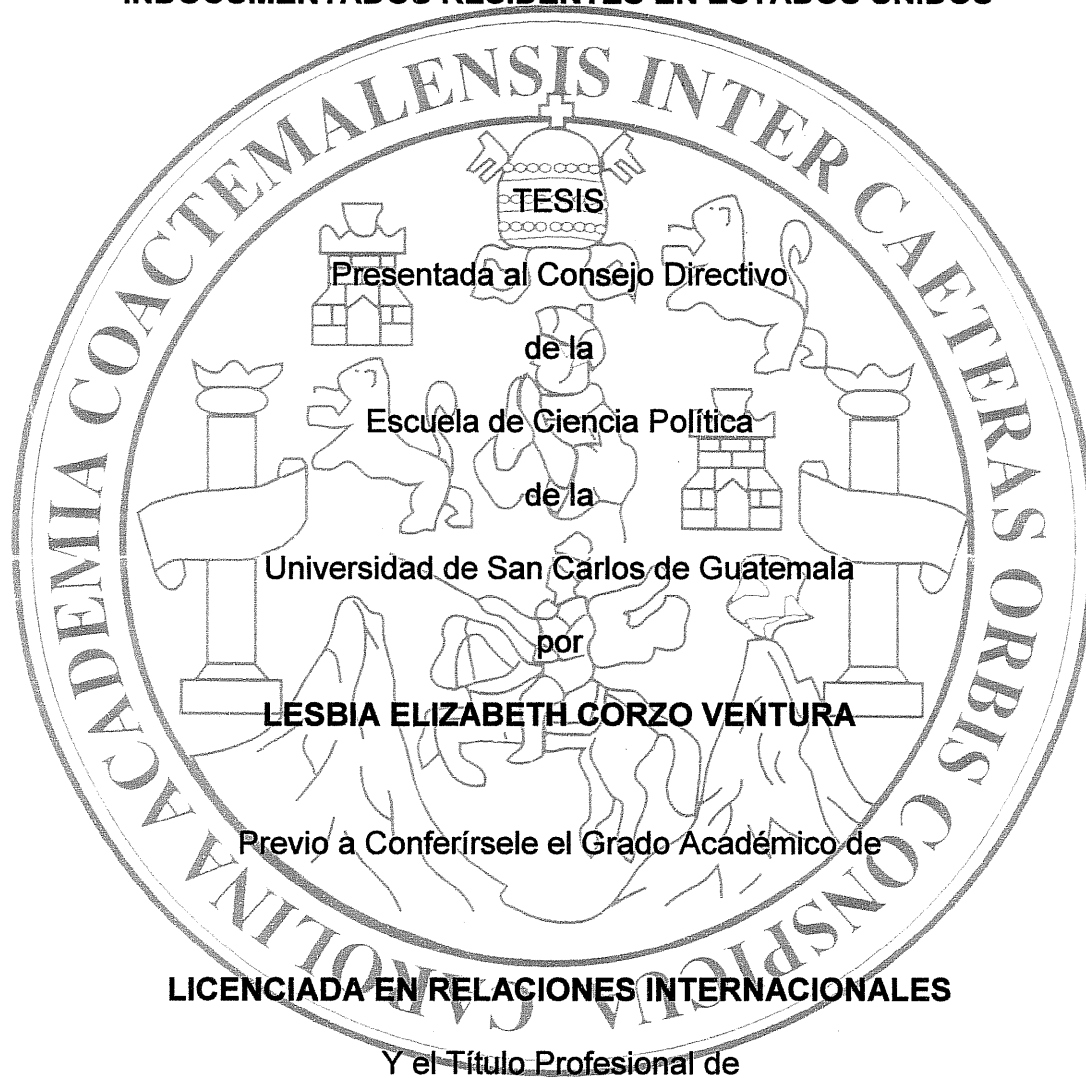 INDOCUMENTADOS RESIDENTES EN ESTADOS UNIDOS
CAROLINA ACADEMIA COACTEMALENSIS INTER CAETERAS ORBIS CONSPICUA
TESIS
Presentada al Consejo Directivo
de la
Escuela de Ciencia Política
de la
Universidad de San Carlos de Guatemala
por
LESBIA ELIZABETH CORZO VENTURA
Previo a Conferírsele el Grado Académico de
LICENCIADA EN RELACIONES INTERNACIONALES
Y el Título Profesional de